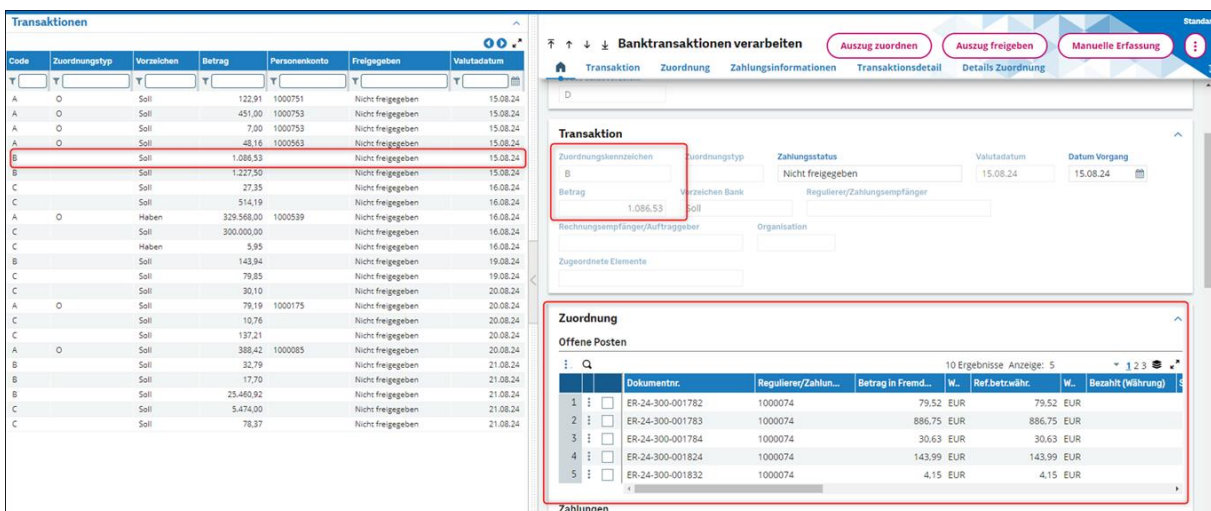 Transaktionen
Code Zuordnungstyp Vorzeichen Betrag Personenkonto Freigegeben Valutadatum
A O Soll 122,91 1000751 Nicht freigegeben 15.08.24
A O Soll 451,00 1000753 Nicht freigegeben 15.08.24
A O Soll 7,00 1000753 Nicht freigegeben 15.08.24
A O Soll 48,16 1000563 Nicht freigegeben 15.08.24
B Soll 1.086,53 Nicht freigegeben 15.08.24
B Soll 1.227,50 Nicht freigegeben 15.08.24
C Soll 27,35 Nicht freigegeben 16.08.24
C Soll 514,19 Nicht freigegeben 16.08.24
A O Haben 329.568,00 1000539 Nicht freigegeben 16.08.24
C Soll 300.000,00 Nicht freigegeben 16.08.24
C Haben 5,95 Nicht freigegeben 16.08.24
B Soll 143,94 Nicht freigegeben 19.08.24
C Soll 79,85 Nicht freigegeben 19.08.24
C Soll 30,10 Nicht freigegeben 20.08.24
A O Soll 79,19 1000175 Nicht freigegeben 20.08.24
C Soll 10,76 Nicht freigegeben 20.08.24
C Soll 137,21 Nicht freigegeben 20.08.24
A O Soll 388,42 1000085 Nicht freigegeben 20.08.24
B Soll 32,79 Nicht freigegeben 21.08.24
B Soll 17,70 Nicht freigegeben 21.08.24
B Soll 25.460,92 Nicht freigegeben 21.08.24
C Soll 5.474,00 Nicht freigegeben 21.08.24
C Soll 78,37 Nicht freigegeben 21.08.24
Standar
Banktransaktionen verarbeiten Auszug zuordnen Auszug freigeben Manuelle Erfassung
Transaktion Zuordnung Zahlungsinformationen Transaktionsdetail Details Zuordnung
D
Transaktion
Zuordnungskennzeichen Zuordnungstyp Zahlungsstatus Valutadatum Datum Vorgang
B Nicht freigegeben 15.08.24 15.08.24
Betrag Vorzeichen Bank Regulierer/Zahlungsempfänger
1.086,53 Soll
Rechnungsempfänger/Auftraggeber Organisation
Zugeordnete Elemente
Zuordnung
Offene Posten
10 Ergebnisse Anzeige: 5 1 2 3
Dokumentnr. Regulierer/Zahlun... Betrag in Fremd... W.. Ref.betr.währ. W.. Bezahlt (Währung) S
1 ER-24-300-001782 1000074 79,52 EUR 79,52 EUR
2 ER-24-300-001783 1000074 886,75 EUR 886,75 EUR
3 ER-24-300-001784 1000074 30,63 EUR 30,63 EUR
4 ER-24-300-001824 1000074 143,99 EUR 143,99 EUR
5 ER-24-300-001832 1000074 4,15 EUR 4,15 EUR
Zahlungen